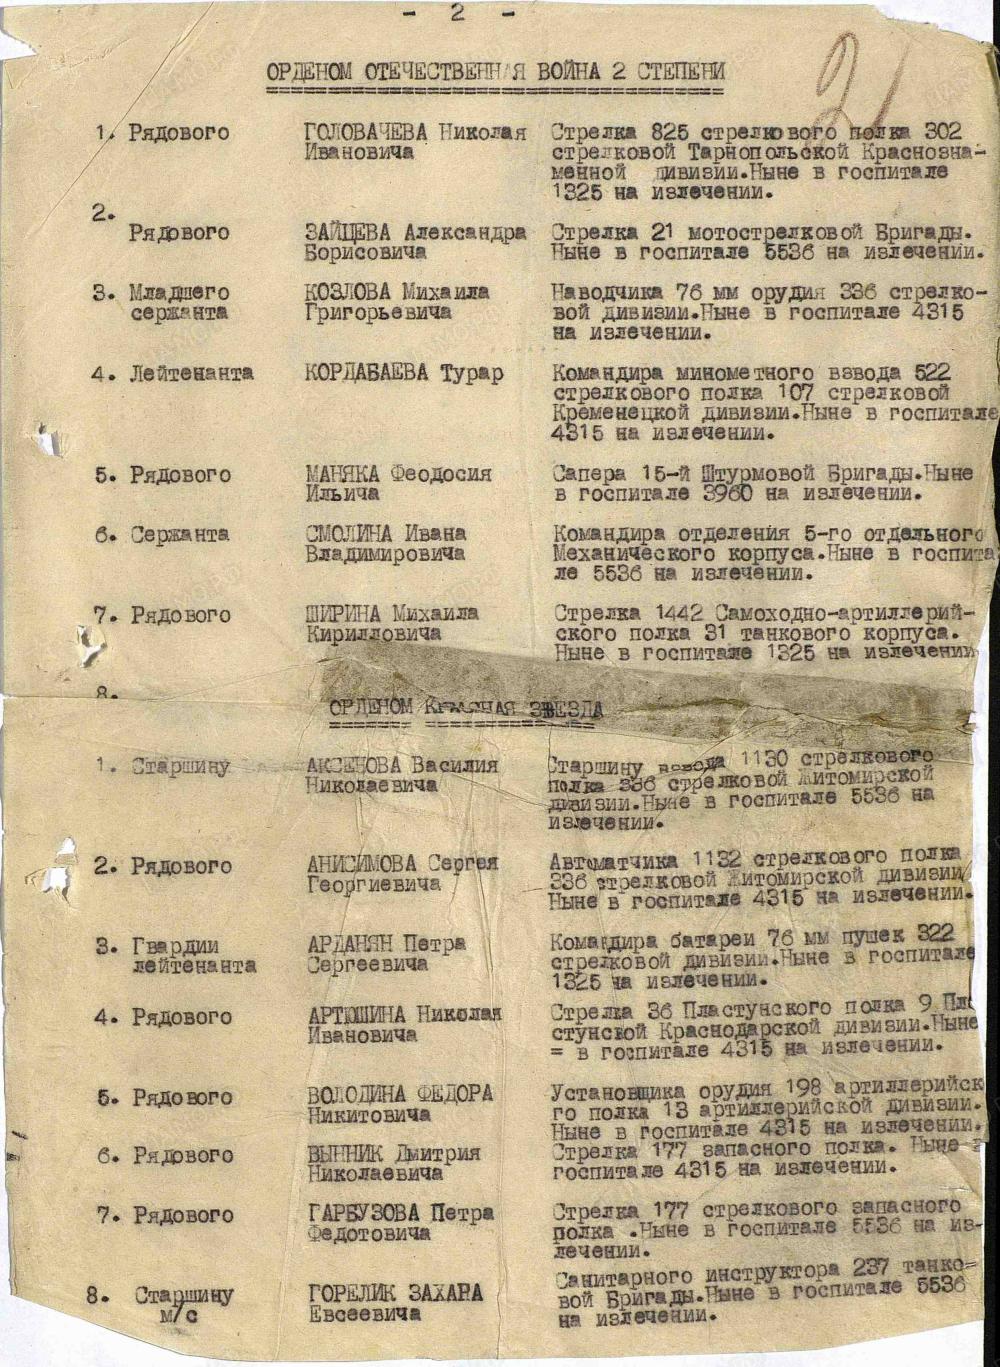 - 2 -
21
ОРДЕНОМ ОТЕЧЕСТВЕННАЯ ВОЙНА 2 СТЕПЕНИ
1. Рядового ГОЛОВАЧЕВА Николая Стрелка 825 стрелкового полка 302
Ивановича стрелковой Тарнопольской Краснозна-
менной дивизии.Ныне в госпитале
1325 на излечении.
2.
Рядового ЗАЙЦЕВА Александра Стрелка 21 мотострелковой Бригады.
Борисовича Ныне в госпитале 5536 на излечении.
3. Младшего КОЗЛОВА Михаила Наводчика 76 мм орудия 336 стрелко-
сержанта Григорьевича вой дивизии.Ныне в госпитале 4315
на излечении.
4. Лейтенанта КОРДАБАЕВА Турар Командира минометного взвода 522
стрелкового полка 107 стрелковой
Кременецкой дивизии.Ныне в госпитале
4315 на излечении.
5. Рядового МАНЯКА Феодосия Сапера 15-й Штурмовой Бригады.Ныне
Ильича в госпитале 3960 на излечении.
6. Сержанта СМОЛИНА Ивана Командира отделения 5-го отдельного
Владимировича Механического корпуса.Ныне в госпита
ле 5536 на излечении.
7. Рядового ШИРИНА Михаила Стрелка 1442 Самоходно-артиллерий-
Кирилловича ского полка 31 танкового корпуса.
Ныне в госпитале 1325 на излечении
8.
ОРДЕНОМ КРАСНАЯ ЗВЕЗДА
1. Старшину АКСЕНОВА Василия Старшину взвода 1130 стрелкового
Николаевича полка 336 стрелковой Житомирской
дивизии.Ныне в госпитале 5536 на
излечении.
2. Рядового АНИСИМОВА Сергея Автоматчика 1132 стрелкового полка
Георгиевича 336 стрелковой Житомирской дивизии
Ныне в госпитале 4315 на излечении.
3. Гвардии АРДАНЯН Петра Командира батареи 76 мм пушек 322
лейтенанта Сергеевича стрелковой дивизии.Ныне в госпитале
1325 на излечении.
4. Рядового АРТЮШИНА Николая Стрелка 36 Пластунского полка 9 Пла
Ивановича стунской Краснодарской дивизии.Ныне
= в госпитале 4315 на излечении.
5. Рядового ВОЛОДИНА ФЕДОРА Установщика орудия 198 артиллерийск
Никитовича го полка 13 артиллерийской дивизии.
Ныне в госпитале 4315 на излечении.
6. Рядового ВЫННИК Дмитрия Стрелка 177 запасного полка. Ныне в
Николаевича госпитале 4315 на излечении.
7. Рядового ГАРБУЗОВА Петра Стрелка 177 стрелкового запасного
Федотовича полка .Ныне в госпитале 5536 на из-
лечении.
8. Старшину ГОРЕЛИК ЗАХАРА Санитарного инструктора 237 танко=
м/с Евсеевича вой Бригады.Ныне в госпитале 5536
на излечении.